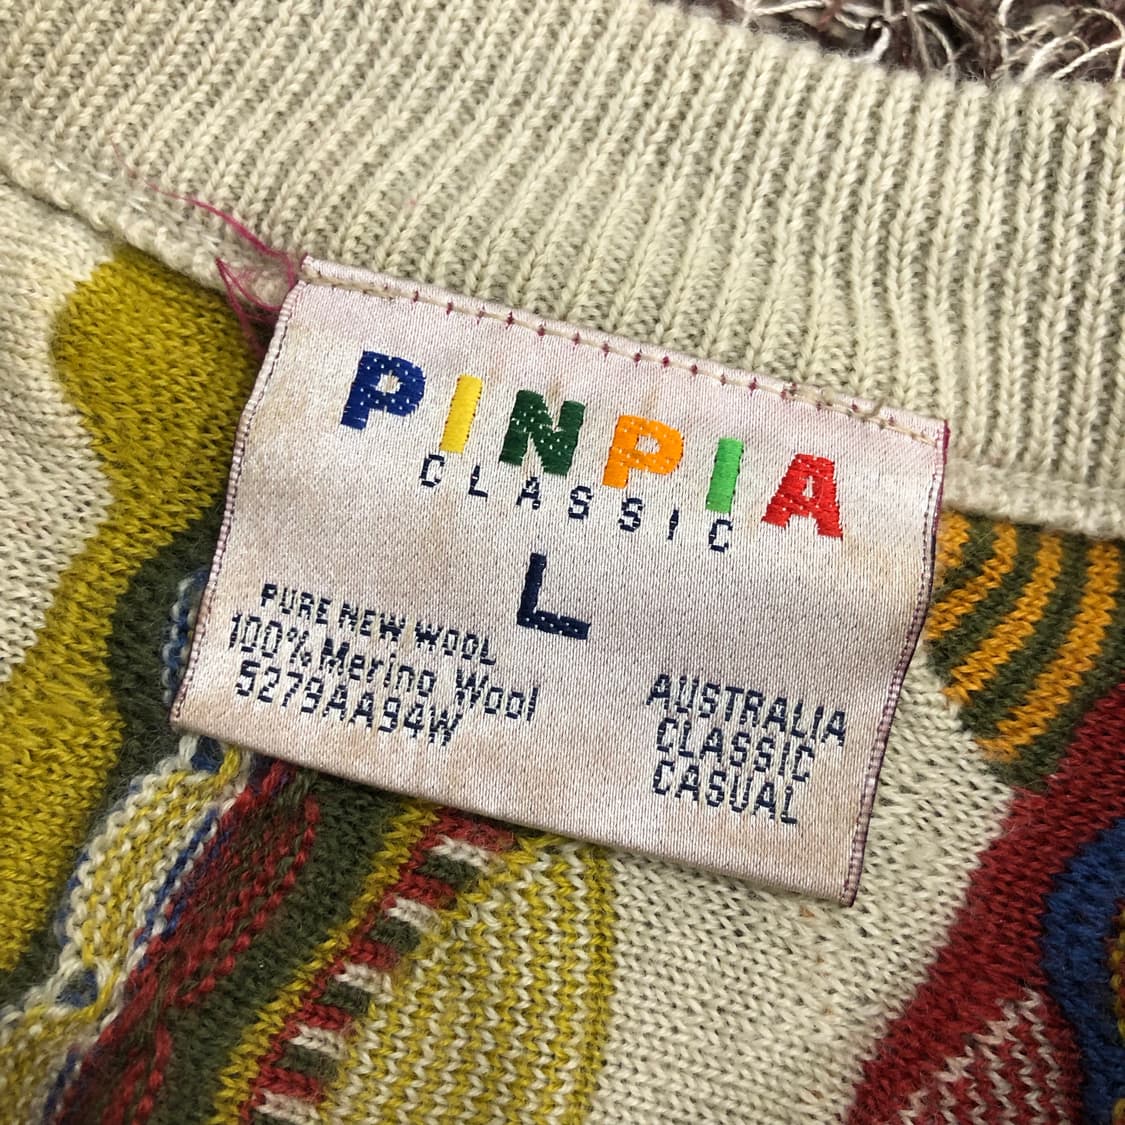 PINPIA
CLASSIC
L
PURE NEW WOOL
100% Merino Wool
5279AA94W
AUSTRALIA
CLASSIC
CASUAL